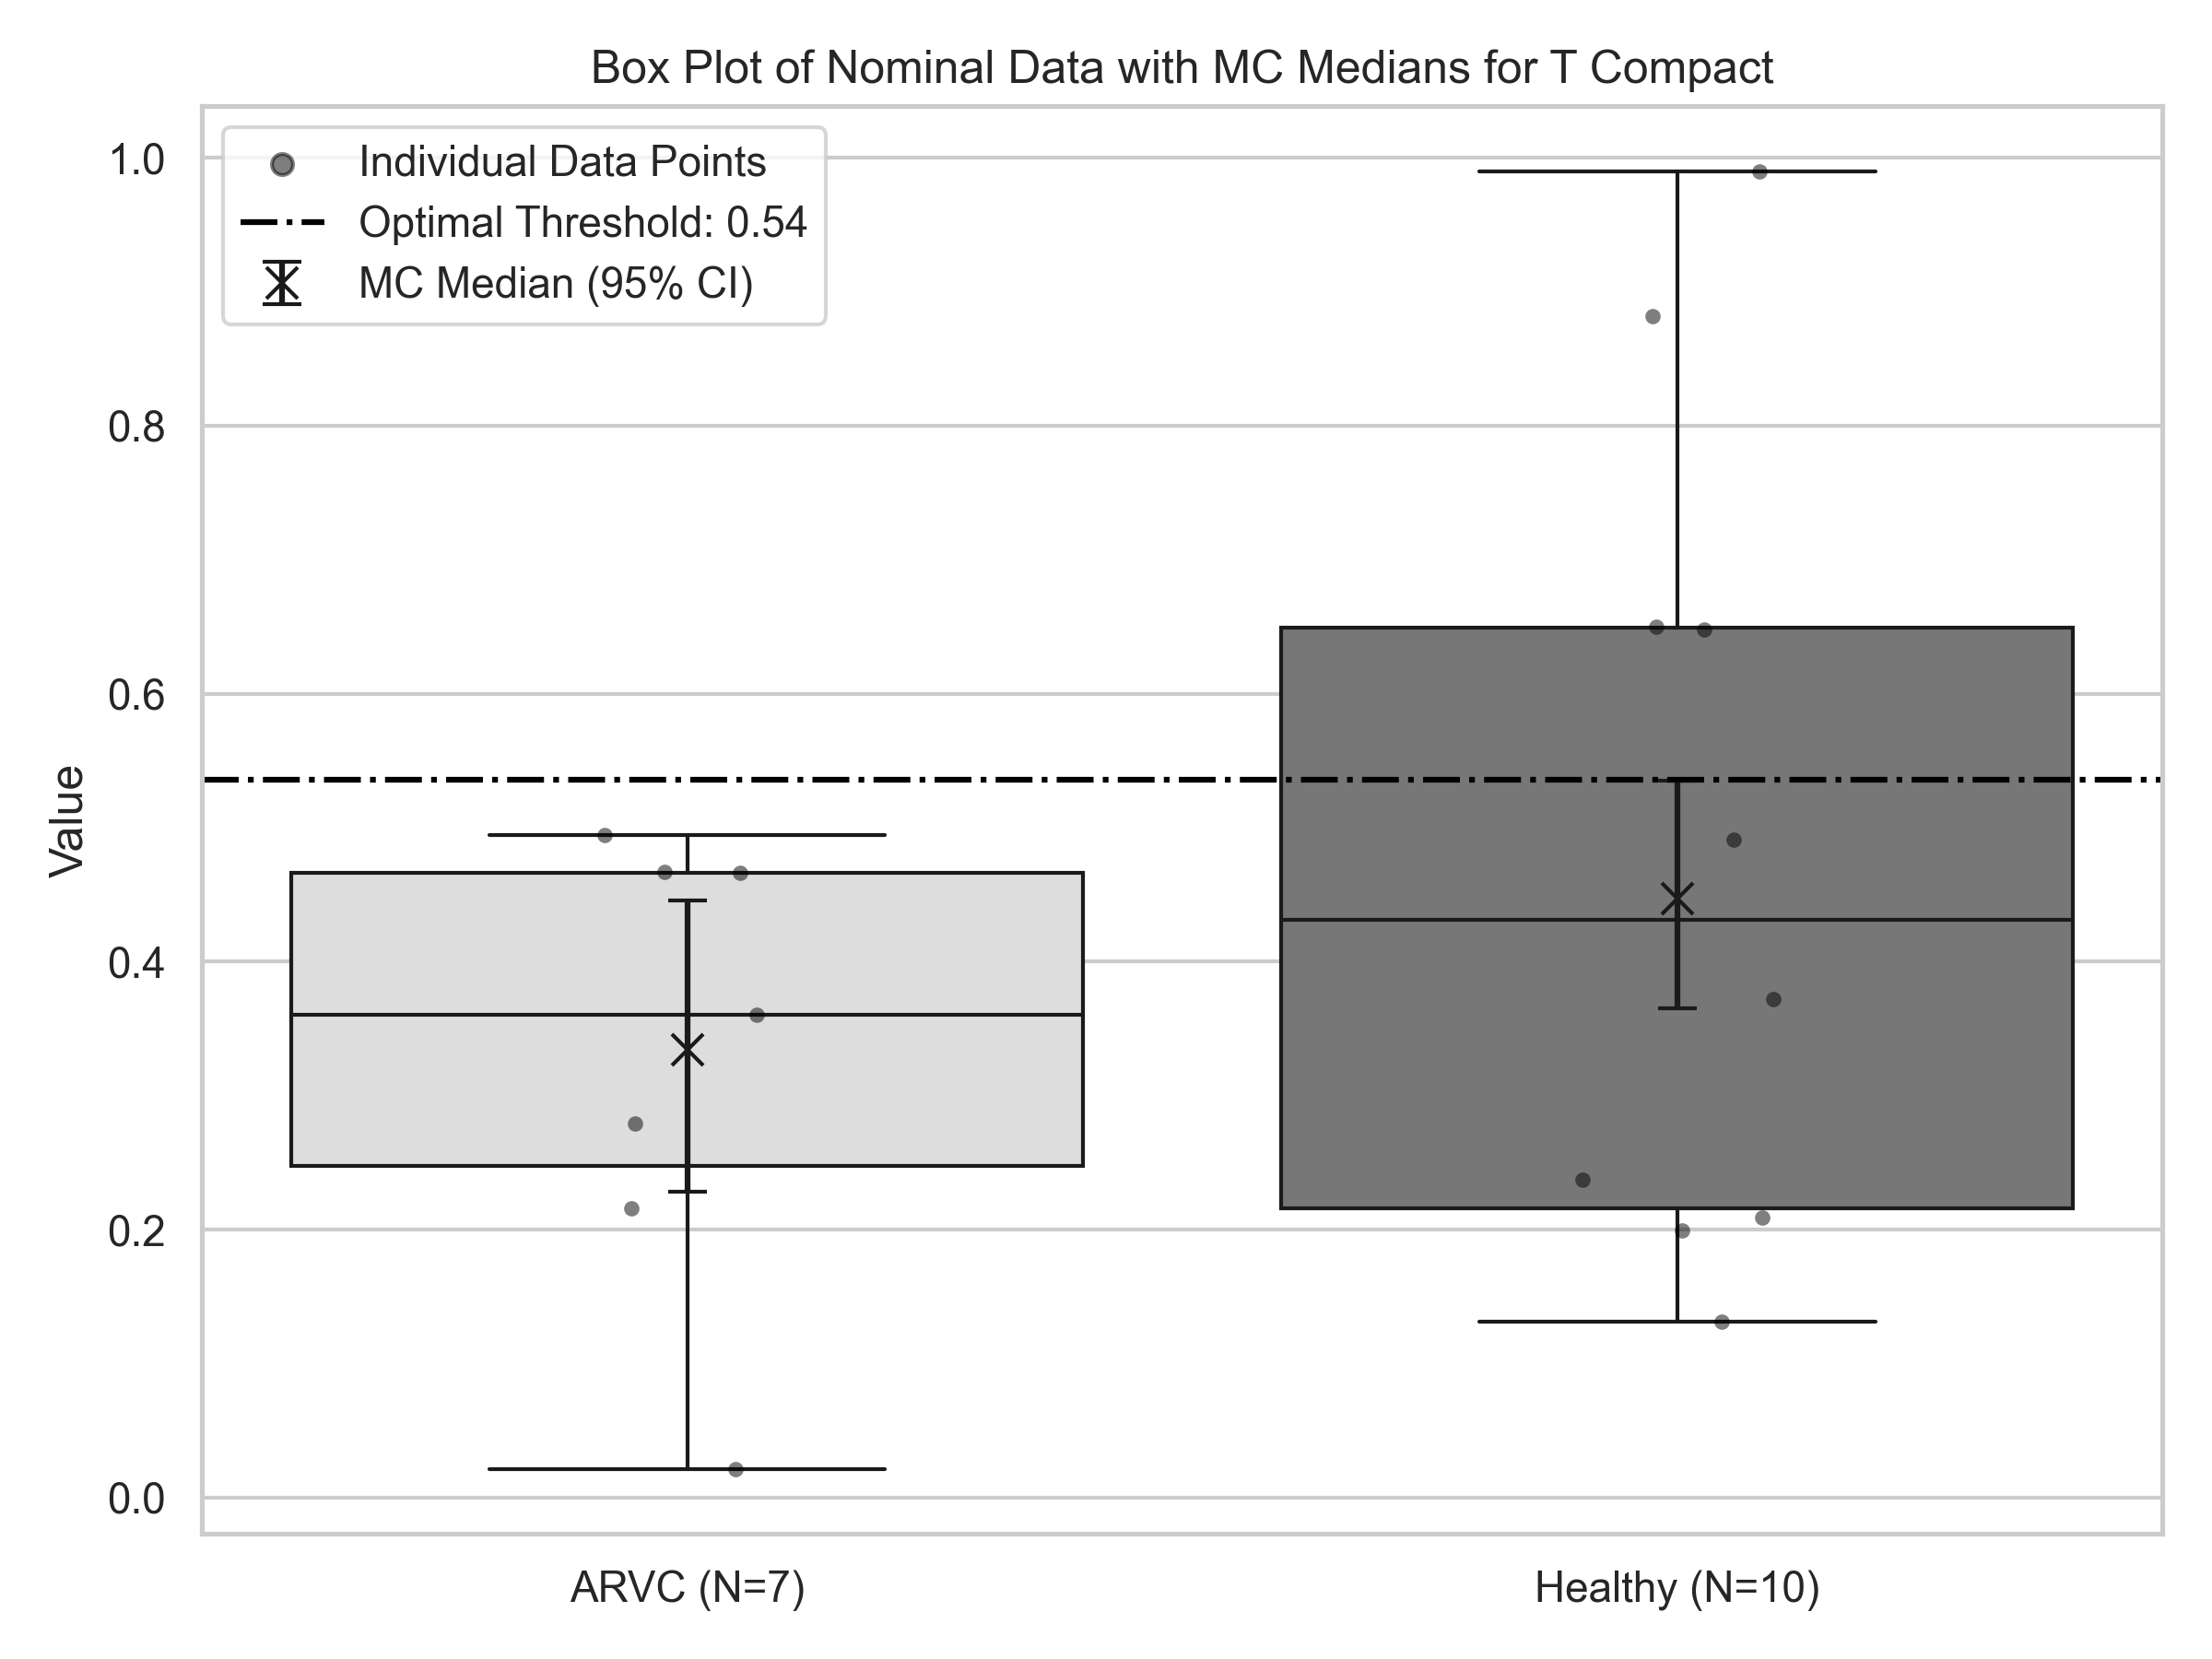 Box Plot of Nominal Data with MC Medians for T Compact
Individual Data Points
Optimal Threshold: 0.54
MC Median (95% CI)
1.0
0.8
0.6
0.4
0.2
0.0
Value
ARVC (N=7)
Healthy (N=10)